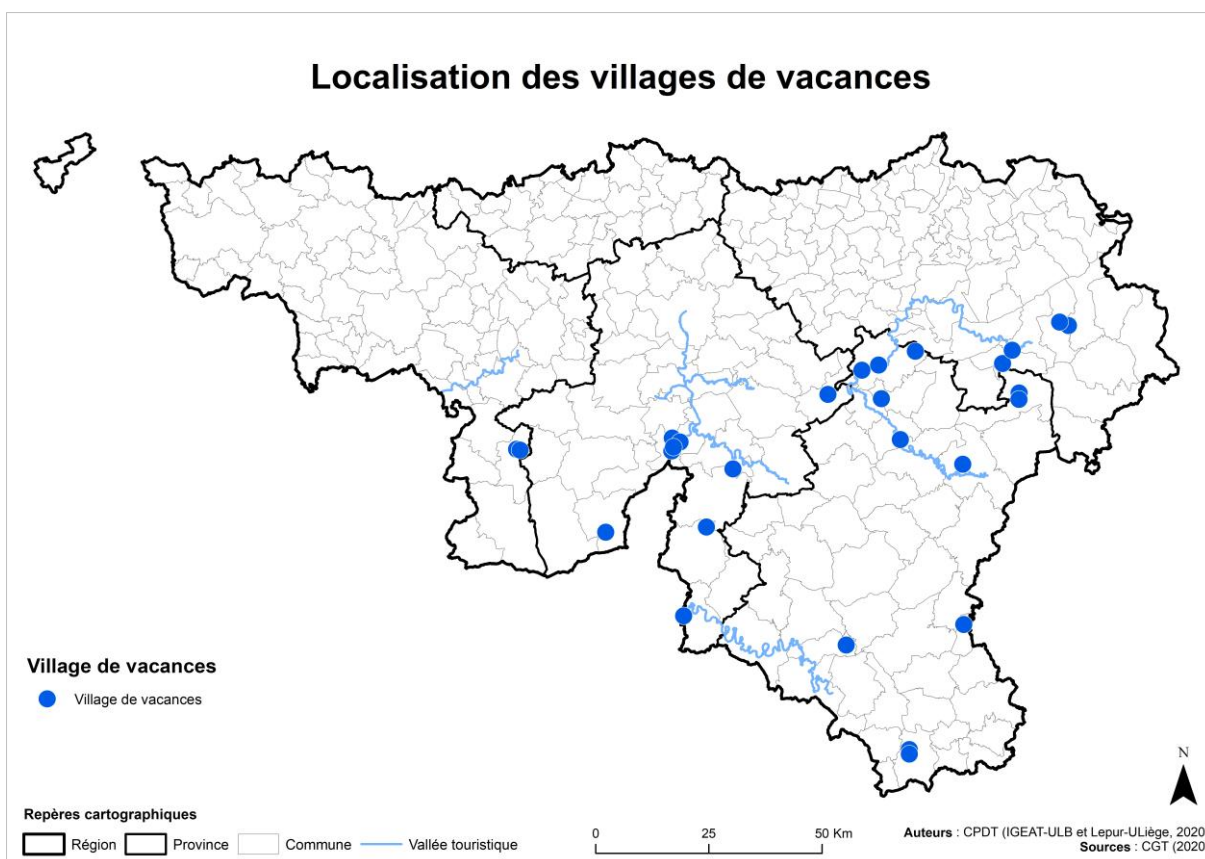 Localisation des villages de vacances
Village de vacances
Village de vacances
N
Repères cartographiques
Région Province Commune Vallée touristique
0 25 50 Km
Auteurs : CPDT (IGEAT-ULB et Lepur-ULiège, 2020
Sources : CGT (2020